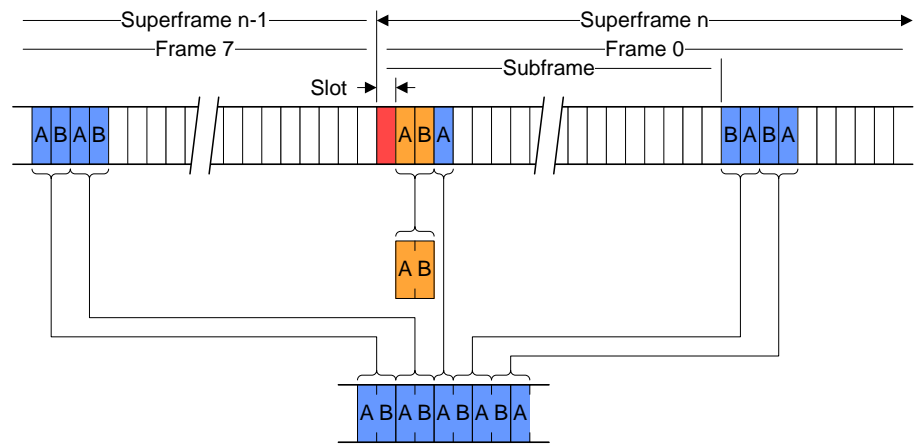 Superframe n-1 Superframe n
Frame 7 Frame 0
Subframe
Slot
A B A B A B A B A B A
A B
A B A B A B A B A